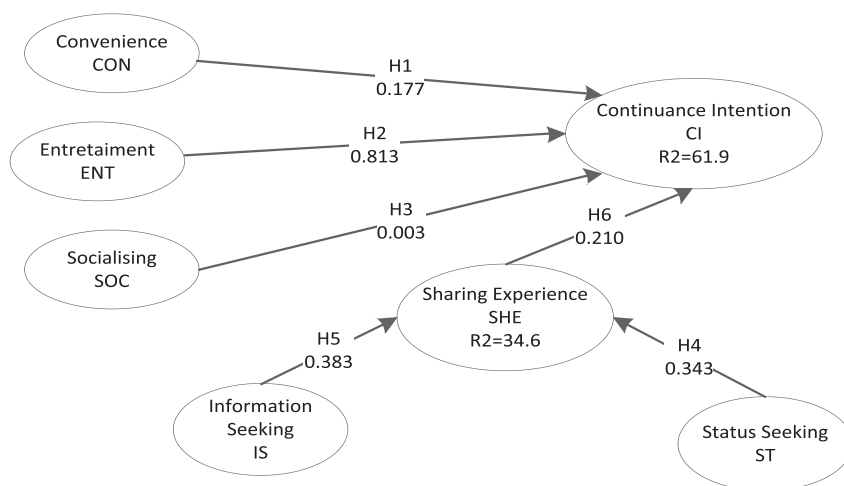 Convenience
CON
H1
0.177
Continuance Intention
CI
R2=61.9
Entretaiment
ENT
H2
0.813
Socialising
SOC
H3
0.003
H6
0.210
Sharing Experience
SHE
R2=34.6
H5
0.383
H4
0.343
Information
Seeking
IS
Status Seeking
ST